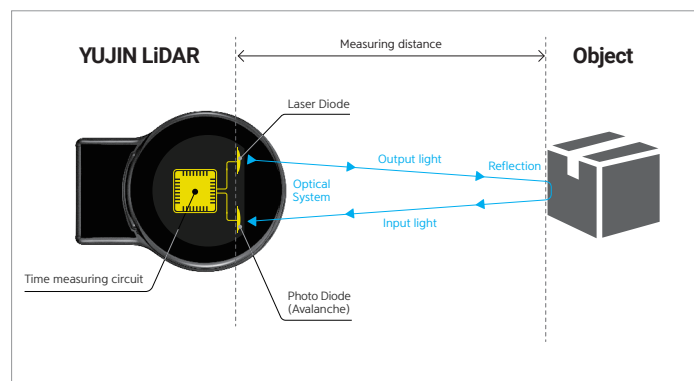 Measuring distance
YUJIN LiDAR
Object
Laser Diode
Output light
Reflection
Optical
System
Input light
Time measuring circuit
Photo Diode
(Avalanche)